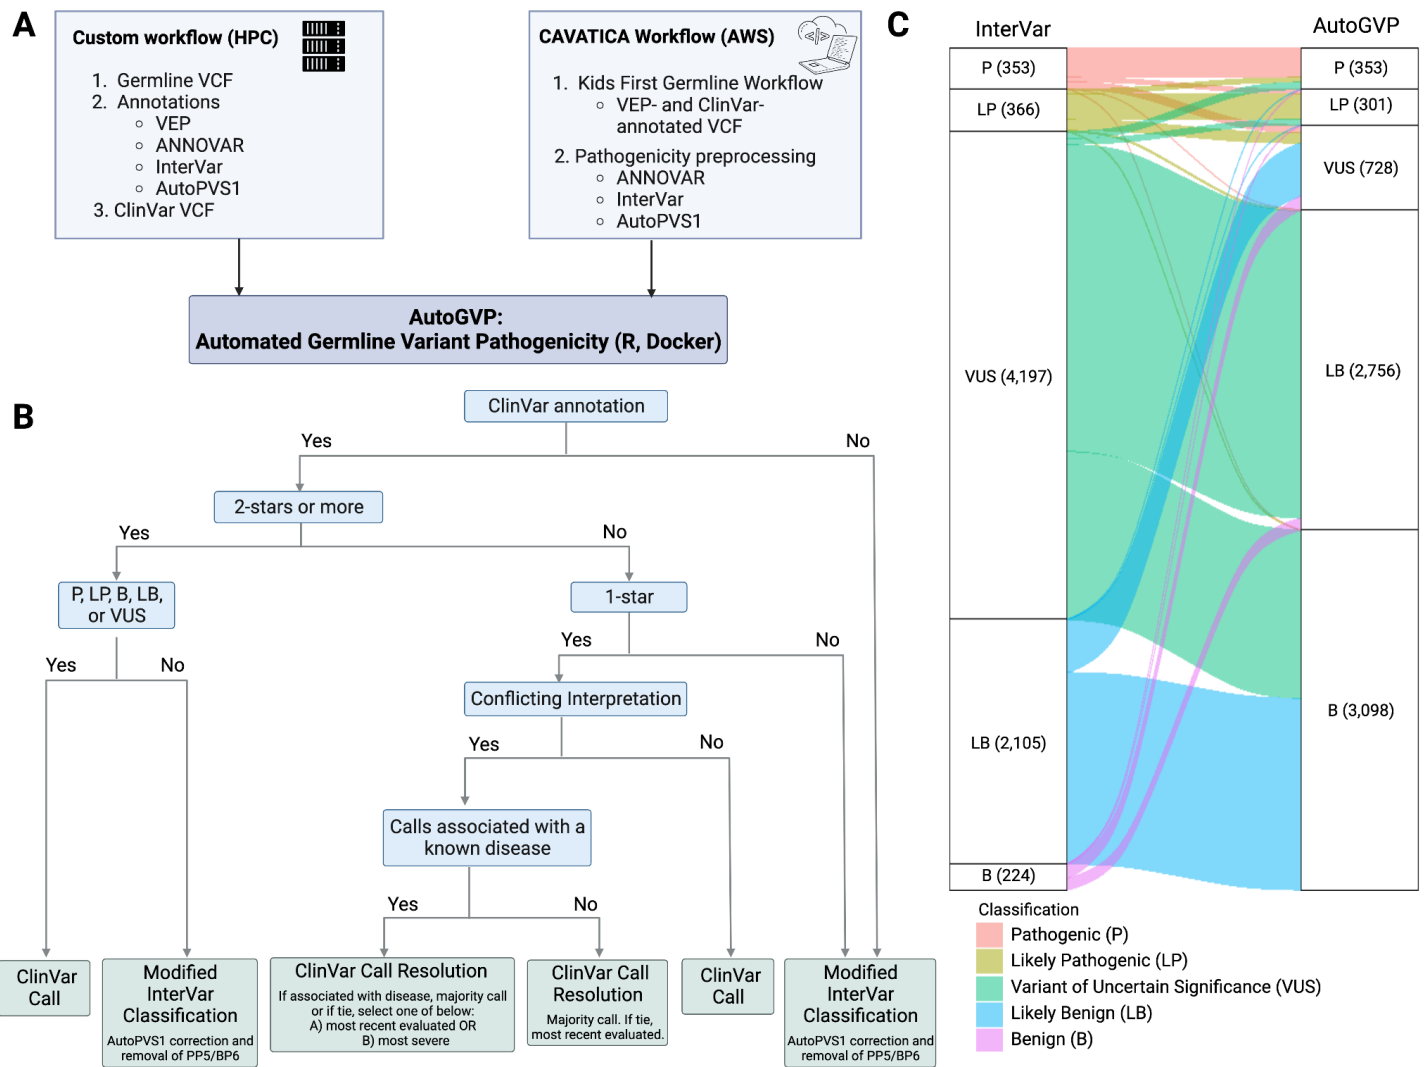 A
Custom workflow (HPC)
1. Germline VCF
2. Annotations
VEP
ANNOVAR
InterVar
AutoPVS1
3. ClinVar VCF
CAVATICA Workflow (AWS)
</>
1. Kids First Germline Workflow
VEP- and ClinVar-
annotated VCF
2. Pathogenicity preprocessing
ANNOVAR
InterVar
AutoPVS1
AutoGVP:
Automated Germline Variant Pathogenicity (R, Docker)
B
ClinVar annotation
Yes
No
2-stars or more
Yes
No
P, LP, B, LB,
or VUS
1-star
Yes
No
Yes
No
Conflicting Interpretation
Yes
No
Calls associated with a
known disease
Yes
No
ClinVar
Call
Modified
InterVar
Classification
AutoPVS1 correction and
removal of PP5/BP6
ClinVar Call Resolution
If associated with disease, majority call
or if tie, select one of below:
A) most recent evaluated OR
B) most severe
ClinVar Call
Resolution
Majority call. If tie,
most recent evaluated.
ClinVar
Call
Modified
InterVar
Classification
AutoPVS1 correction and
removal of PP5/BP6
C
InterVar
AutoGVP
P (353)
LP (366)
VUS (4,197)
LB (2,105)
B (224)
P (353)
LP (301)
VUS (728)
LB (2,756)
B (3,098)
Classification
Pathogenic (P)
Likely Pathogenic (LP)
Variant of Uncertain Significance (VUS)
Likely Benign (LB)
Benign (B)